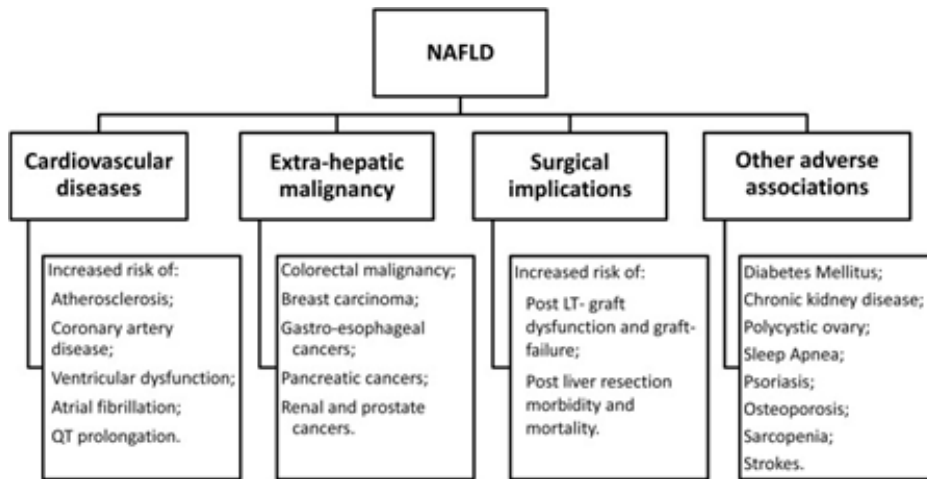 NAFLD
Cardiovascular
diseases
Extra-hepatic
malignancy
Surgical
implications
Other adverse
associations
Increased risk of:
Atherosclerosis;
Coronary artery
disease;
Ventricular dysfunction;
Atrial fibrillation;
QT prolongation.
Colorectal malignancy;
Breast carcinoma;
Gastro-esophageal
cancers;
Pancreatic cancers;
Renal and prostate
cancers.
Increased risk of:
Post LT- graft
dysfunction and graft-
failure;
Post liver resection
morbidity and
mortality.
Diabetes Mellitus;
Chronic kidney disease;
Polycystic ovary;
Sleep Apnea;
Psoriasis;
Osteoporosis;
Sarcopenia;
Strokes.